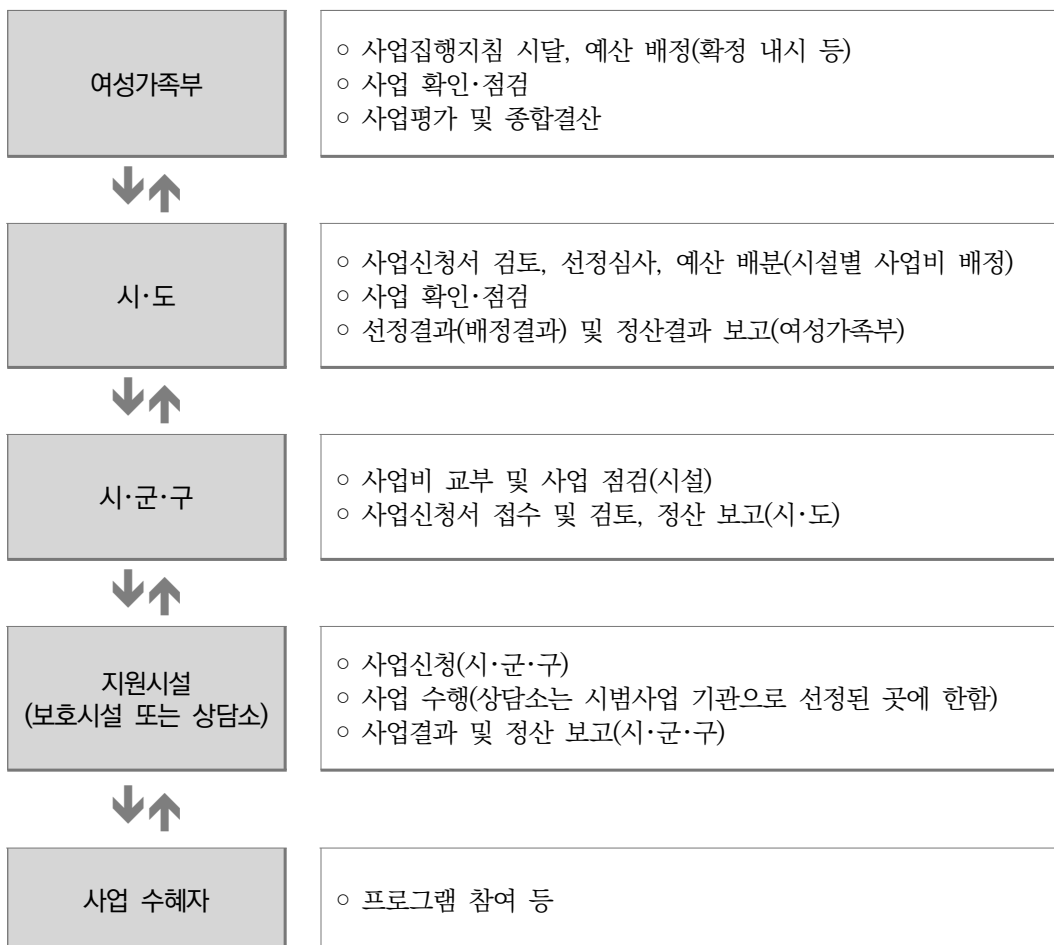 여성가족부
○ 사업집행지침 시달, 예산 배정(확정 내시 등)
○ 사업 확인·점검
○ 사업평가 및 종합결산
시·도
○ 사업신청서 검토, 선정심사, 예산 배분(시설별 사업비 배정)
○ 사업 확인·점검
○ 선정결과(배정결과) 및 정산결과 보고(여성가족부)
시·군·구
○ 사업비 교부 및 사업 점검(시설)
○ 사업신청서 접수 및 검토, 정산 보고(시·도)
지원시설
(보호시설 또는 상담소)
○ 사업신청(시·군·구)
○ 사업 수행(상담소는 시범사업 기관으로 선정된 곳에 한함)
○ 사업결과 및 정산 보고(시·군·구)
사업 수혜자
○ 프로그램 참여 등